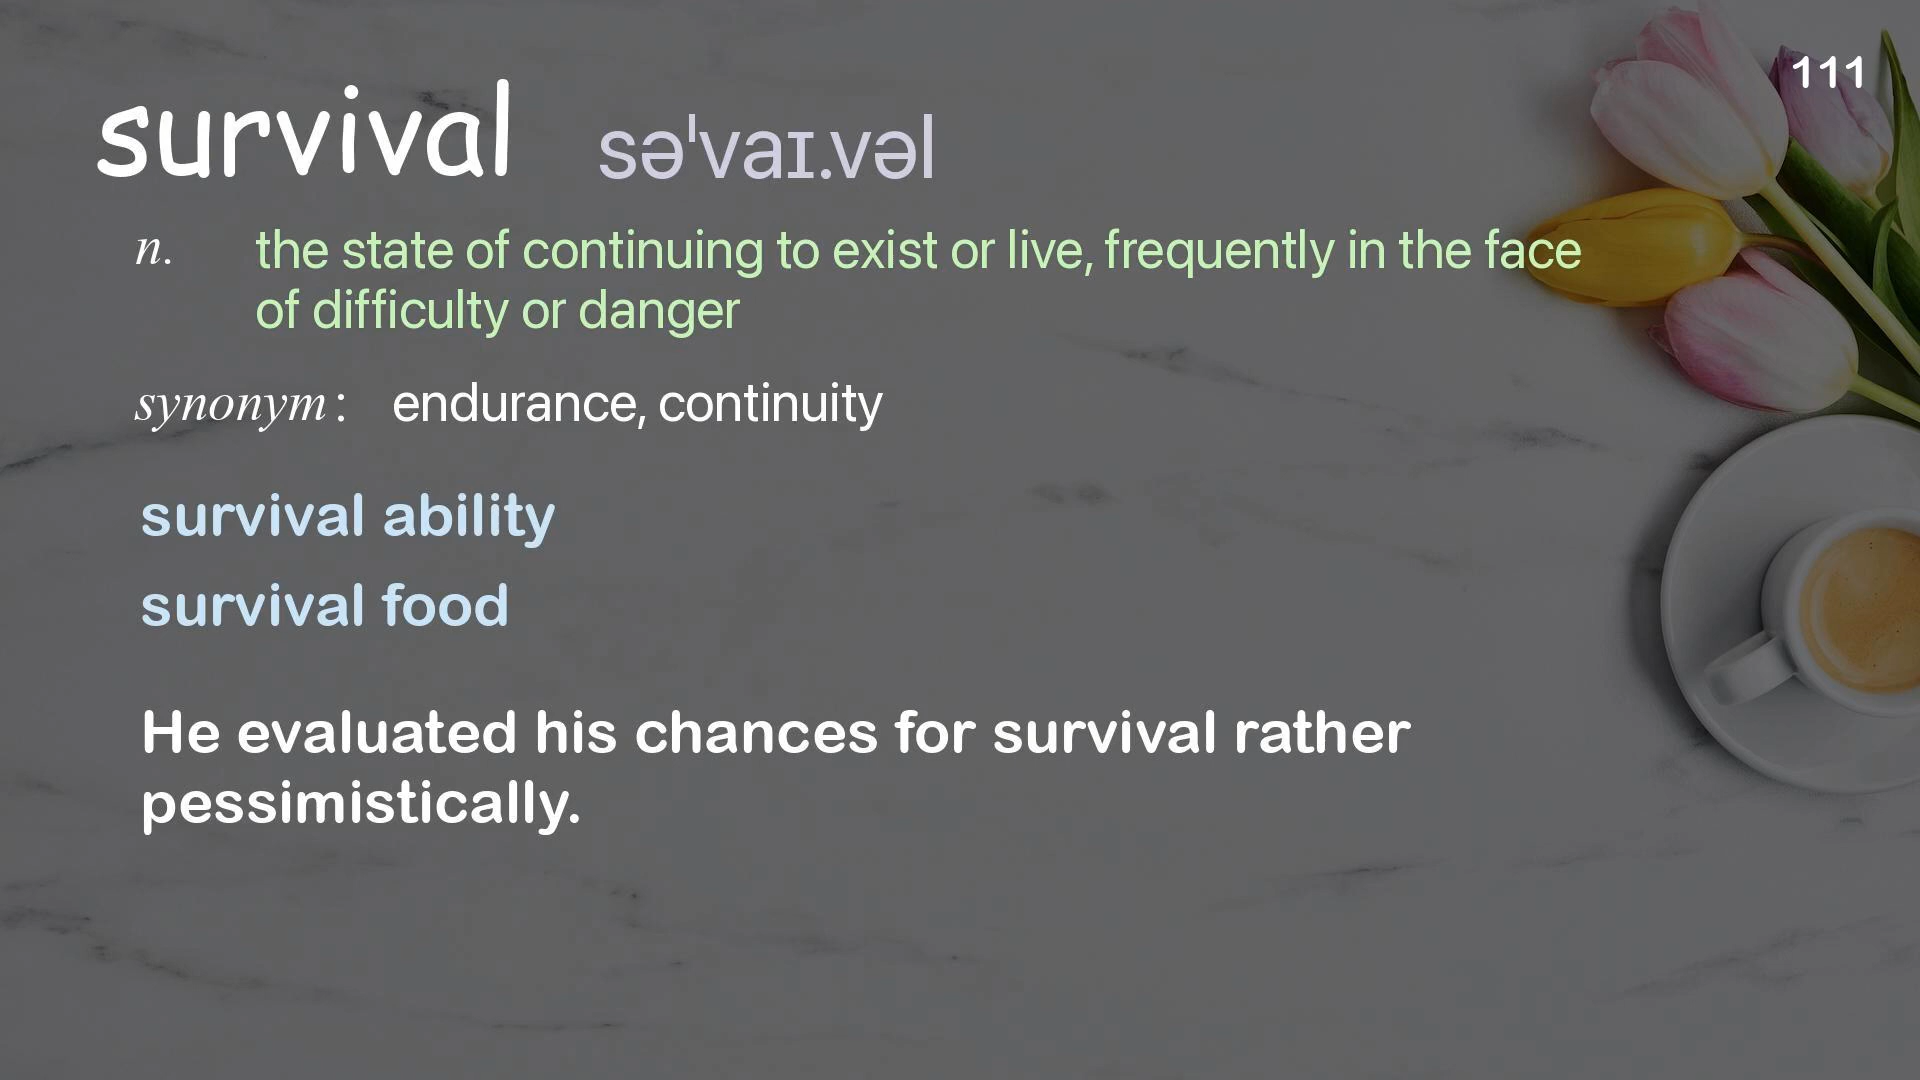 111
survival səˈvaɪ.vəl
n. the state of continuing to exist or live, frequently in the face
of difficulty or danger
synonym: endurance, continuity
survival ability
survival food
He evaluated his chances for survival rather
pessimistically.